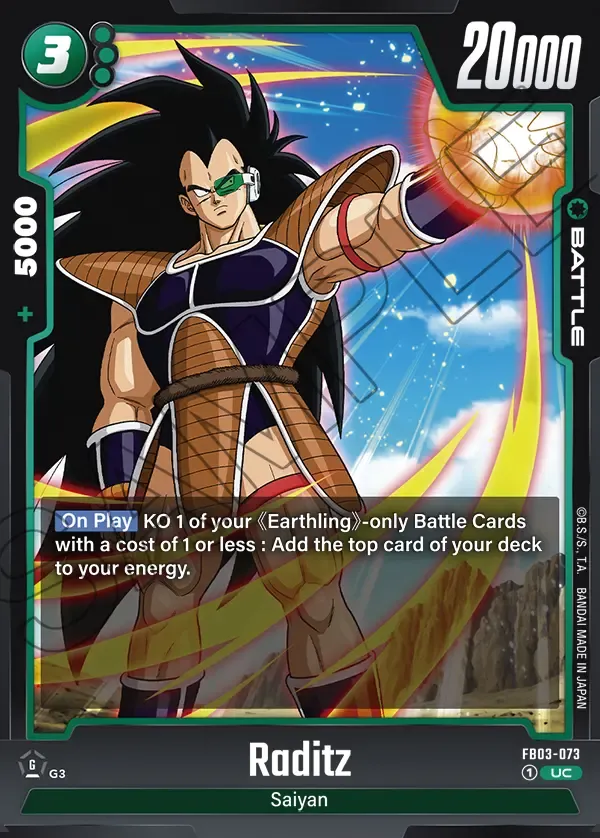 3
20000
+ 5000
BATTLE
SAMPLE
On Play KO 1 of your 《Earthling》-only Battle Cards
with a cost of 1 or less : Add the top card of your deck
to your energy.
©B.S./S., T.A. BANDAI MADE IN JAPAN
Raditz
FB03-073
G G3
1 UC
Saiyan